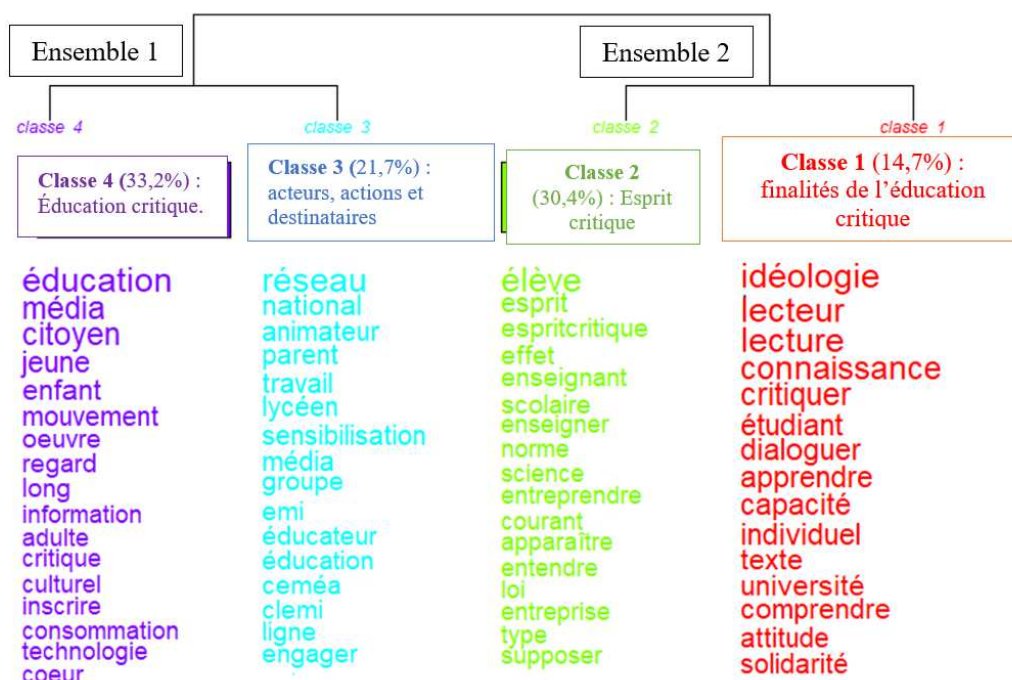 Ensemble 1
Ensemble 2
classe 4
classe 3
classe 2
classe 1
Classe 4 (33,2%) :
Éducation critique.
Classe 3 (21,7%) :
acteurs, actions et
destinataires
Classe 2
(30,4%) : Esprit
critique
Classe 1 (14,7%) :
finalités de l’éducation
critique
éducation
média
citoyen
jeune
enfant
mouvement
oeuvre
regard
long
information
adulte
critique
culturel
inscrire
consommation
technologie
coeur
réseau
national
animateur
parent
travail
lycéen
sensibilisation
média
groupe
emi
éducateur
éducation
ceméa
clemi
ligne
engager
élève
esprit
espritcritique
effet
enseignant
scolaire
enseigner
norme
science
entreprendre
courant
apparaître
entendre
loi
entreprise
type
supposer
idéologie
lecteur
lecture
connaissance
critiquer
étudiant
dialoguer
apprendre
capacité
individuel
texte
université
comprendre
attitude
solidarité